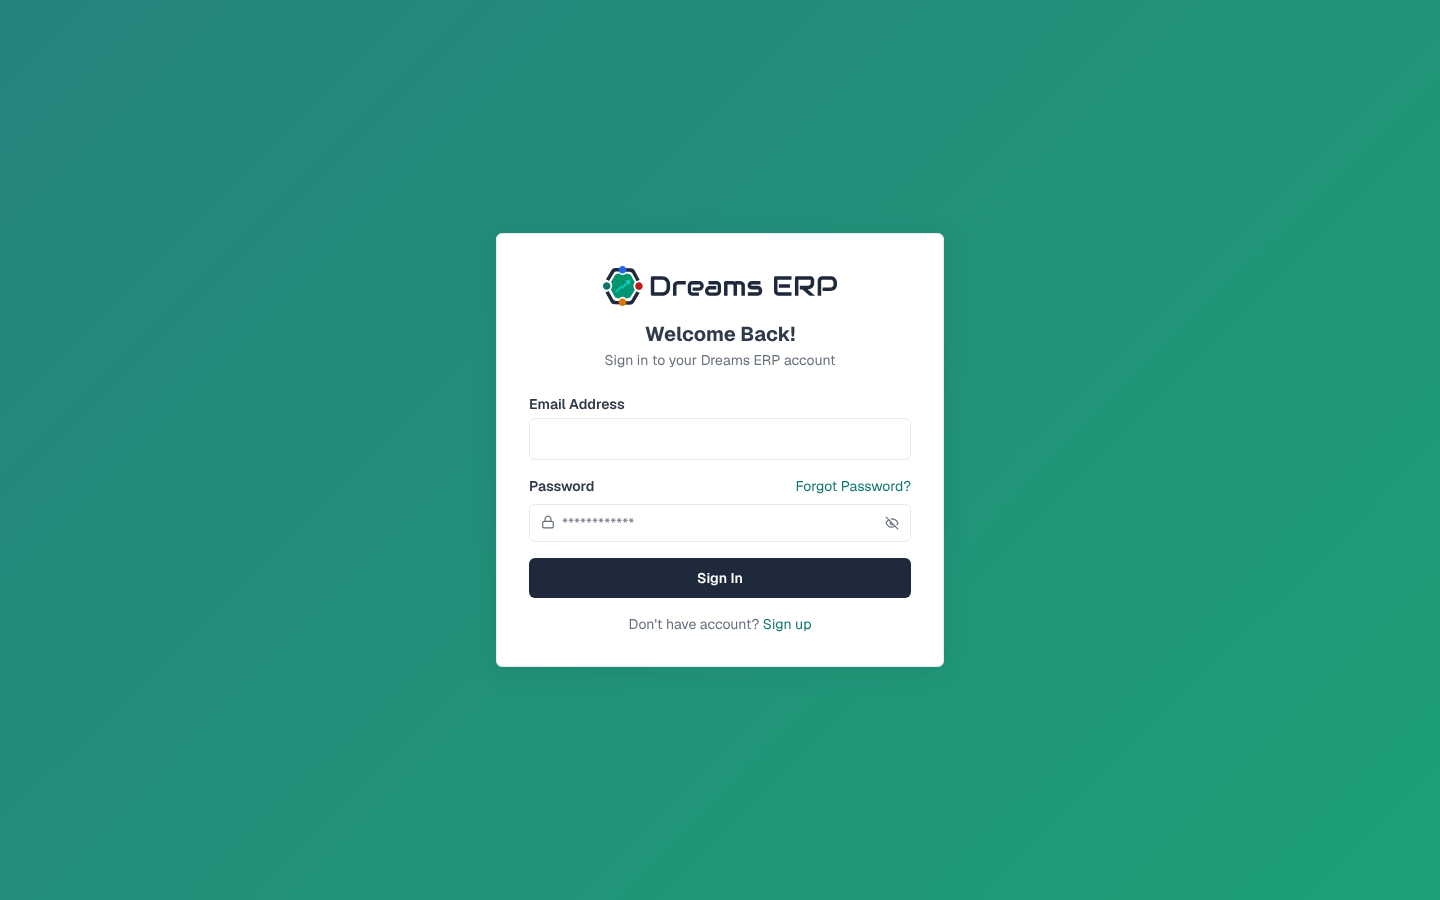 Dreams ERP
Welcome Back!
Sign in to your Dreams ERP account
Email Address
Password Forgot Password?
************
Sign In
Don't have account? Sign up